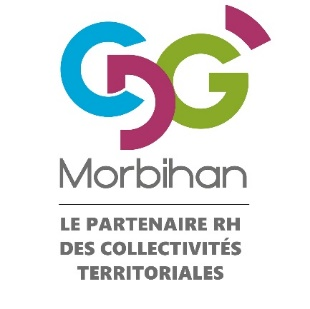 CDG
Morbihan
LE PARTENAIRE RH
DES COLLECTIVITÉS
TERRITORIALES